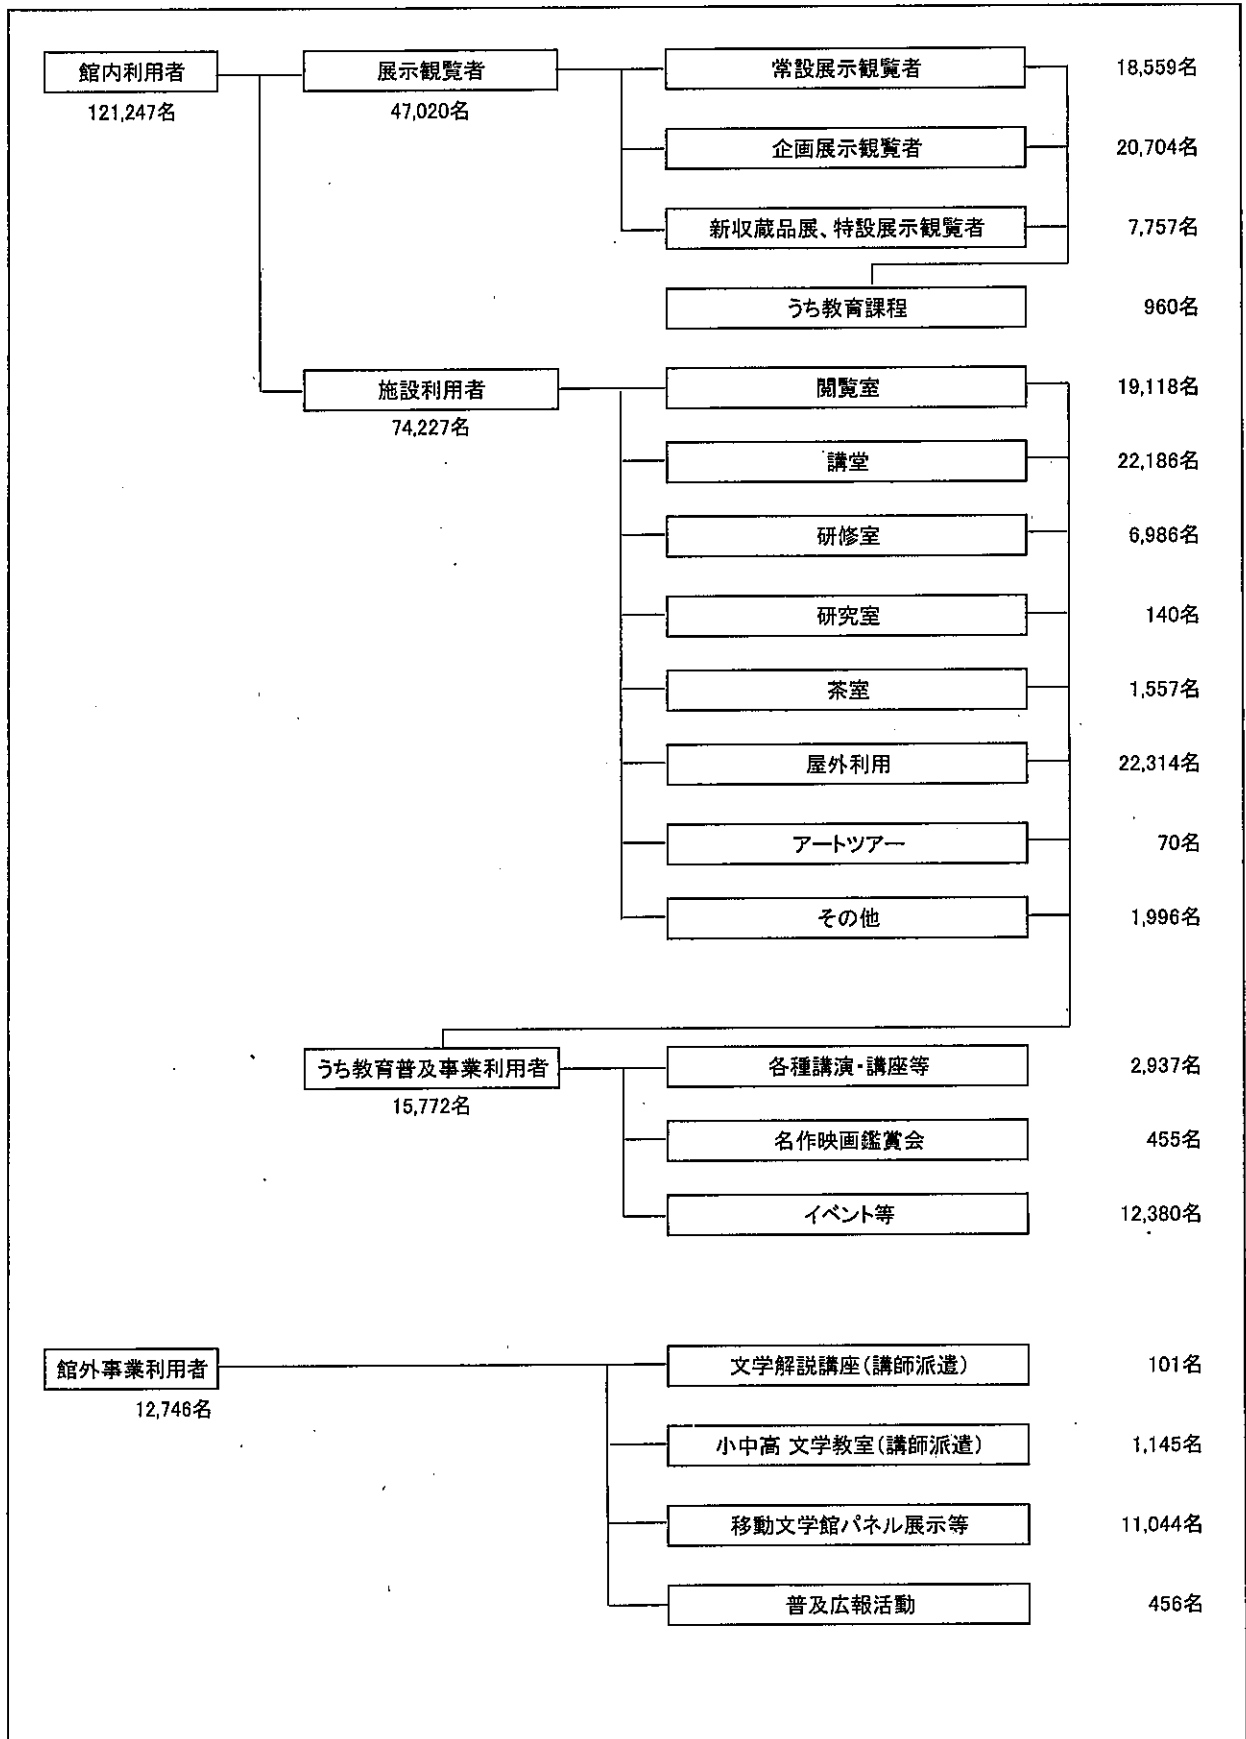 館内利用者 展示観覧者 常設展示観覧者 18,559名
121,247名 47,020名
企画展示観覧者 20,704名
新収蔵品展、特設展示観覧者 7,757名
うち教育課程 960名
施設利用者 閲覧室 19,118名
74,227名
講堂 22,186名
研修室 6,986名
研究室 140名
茶室 1,557名
屋外利用 22,314名
アートツアー 70名
その他 1,996名
うち教育普及事業利用者 各種講演・講座等 2,937名
15,772名
名作映画鑑賞会 455名
イベント等 12,380名
館外事業利用者 文学解説講座(講師派遣) 101名
12,746名
小中高 文学教室(講師派遣) 1,145名
移動文学館パネル展示等 11,044名
普及広報活動 456名